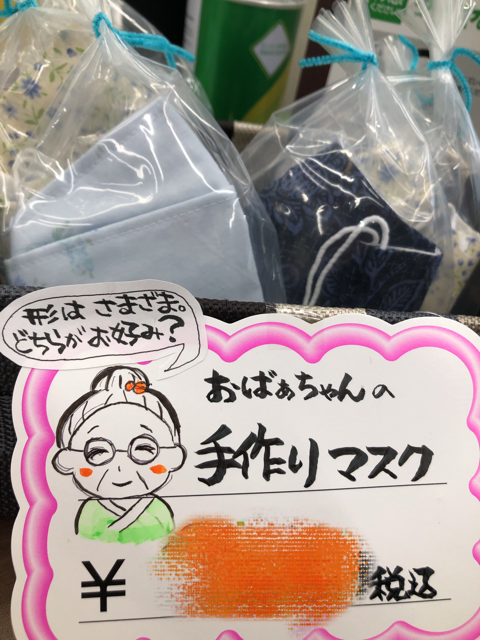 形は さまざま。
どちらがお好み?
おばぁちゃんの
手作りマスク
¥ 税込